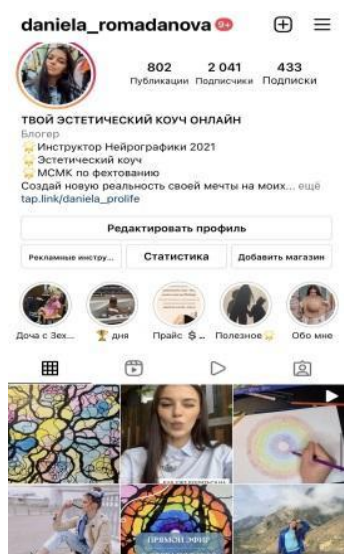 daniela_romadanova 9+
802 2 041 433
Публикации Подписчики Подписки
ТВОЙ ЭСТЕТИЧЕСКИЙ КОУЧ ОНЛАЙН
Блогер
Инструктор Нейрографики 2021
Эстетический коуч
МСМК по фехтованию
Создай новую реальность своей мечты на моих... ещё
tap.link/daniela_prolife
Редактировать профиль
Рекламные инстру... Статистика Добавить магазин
Доча с Зех... 🏆 дня Прайс $ .. Полезное Обо мне
ПРЯМОЙ ЭФИР